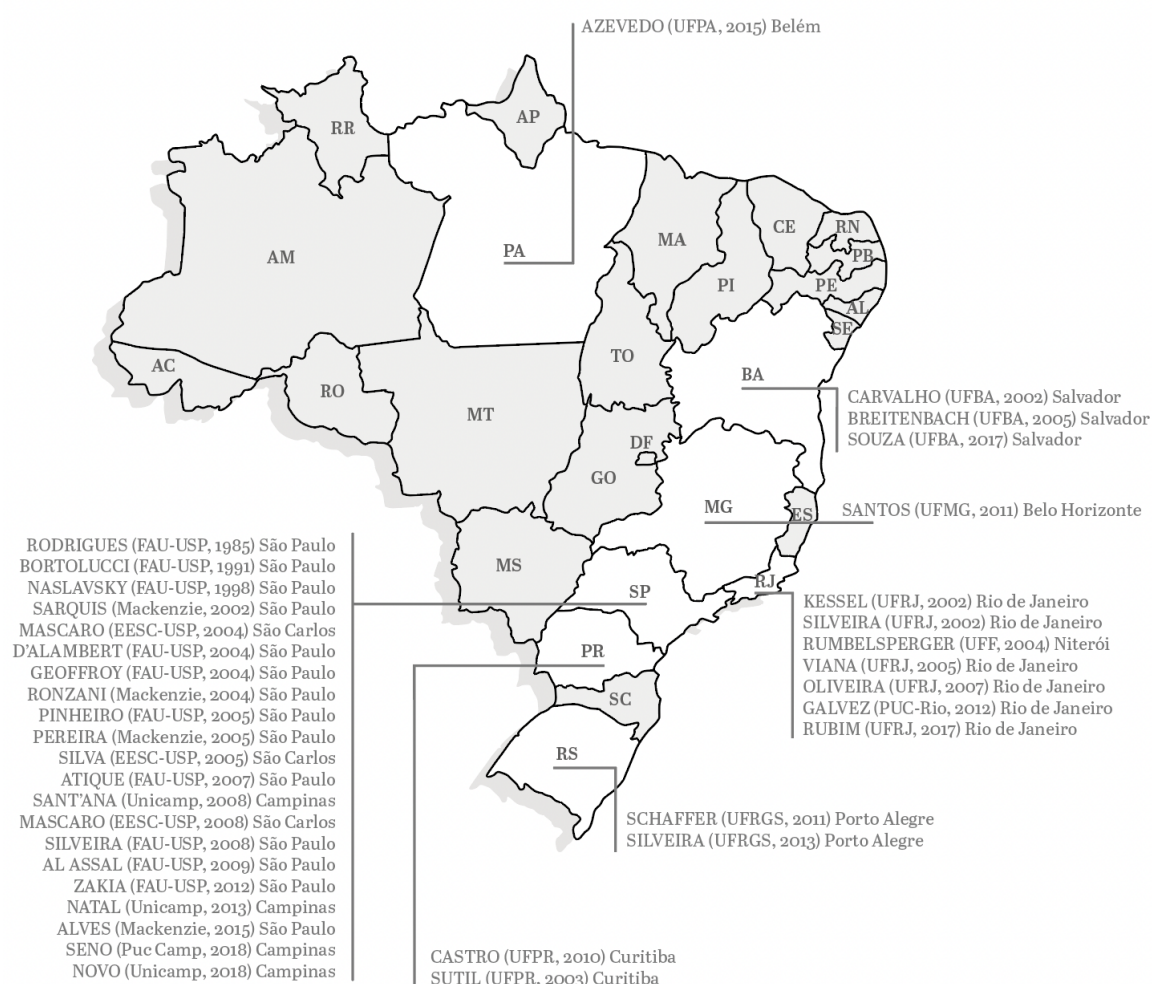 AZEVEDO (UFPA, 2015) Belém
AP
RR
CE
RN
MA
PA
PB
AM
PI
PE
AL
SE
TO
AC
BA
RO
CARVALHO (UFBA, 2002) Salvador
MT
BREITENBACH (UFBA, 2005) Salvador
SOUZA (UFBA, 2017) Salvador
DF
GO
MG
ES
SANTOS (UFMG, 2011) Belo Horizonte
MS
SP
RJ
PR
SC
RS
RODRIGUES (FAU-USP, 1985) São Paulo
BORTOLUCCI (FAU-USP, 1991) São Paulo
NASLAVSKY (FAU-USP, 1998) São Paulo
SARQUIS (Mackenzie, 2002) São Paulo
MASCARO (EESC-USP, 2004) São Carlos
D'ALAMBERT (FAU-USP, 2004) São Paulo
GEOFFROY (FAU-USP, 2004) São Paulo
RONZANI (Mackenzie, 2004) São Paulo
PINHEIRO (FAU-USP, 2005) São Paulo
PEREIRA (Mackenzie, 2005) São Paulo
SILVA (EESC-USP, 2005) São Carlos
ATIQUE (FAU-USP, 2007) São Paulo
SANT'ANA (Unicamp, 2008) Campinas
MASCARO (EESC-USP, 2008) São Carlos
SILVEIRA (FAU-USP, 2008) São Paulo
AL ASSAL (FAU-USP, 2009) São Paulo
ZAKIA (FAU-USP, 2012) São Paulo
NATAL (Unicamp, 2013) Campinas
ALVES (Mackenzie, 2015) São Paulo
SENO (Puc Camp, 2018) Campinas
NOVO (Unicamp, 2018) Campinas
KESSEL (UFRJ, 2002) Rio de Janeiro
SILVEIRA (UFRJ, 2002) Rio de Janeiro
RUMBELSPERGER (UFF, 2004) Niterói
VIANA (UFRJ, 2005) Rio de Janeiro
OLIVEIRA (UFRJ, 2007) Rio de Janeiro
GALVEZ (PUC-Rio, 2012) Rio de Janeiro
RUBIM (UFRJ, 2017) Rio de Janeiro
SCHAFFER (UFRGS, 2011) Porto Alegre
SILVEIRA (UFRGS, 2013) Porto Alegre
CASTRO (UFPR, 2010) Curitiba
SUTIL (UFPR, 2003) Curitiba